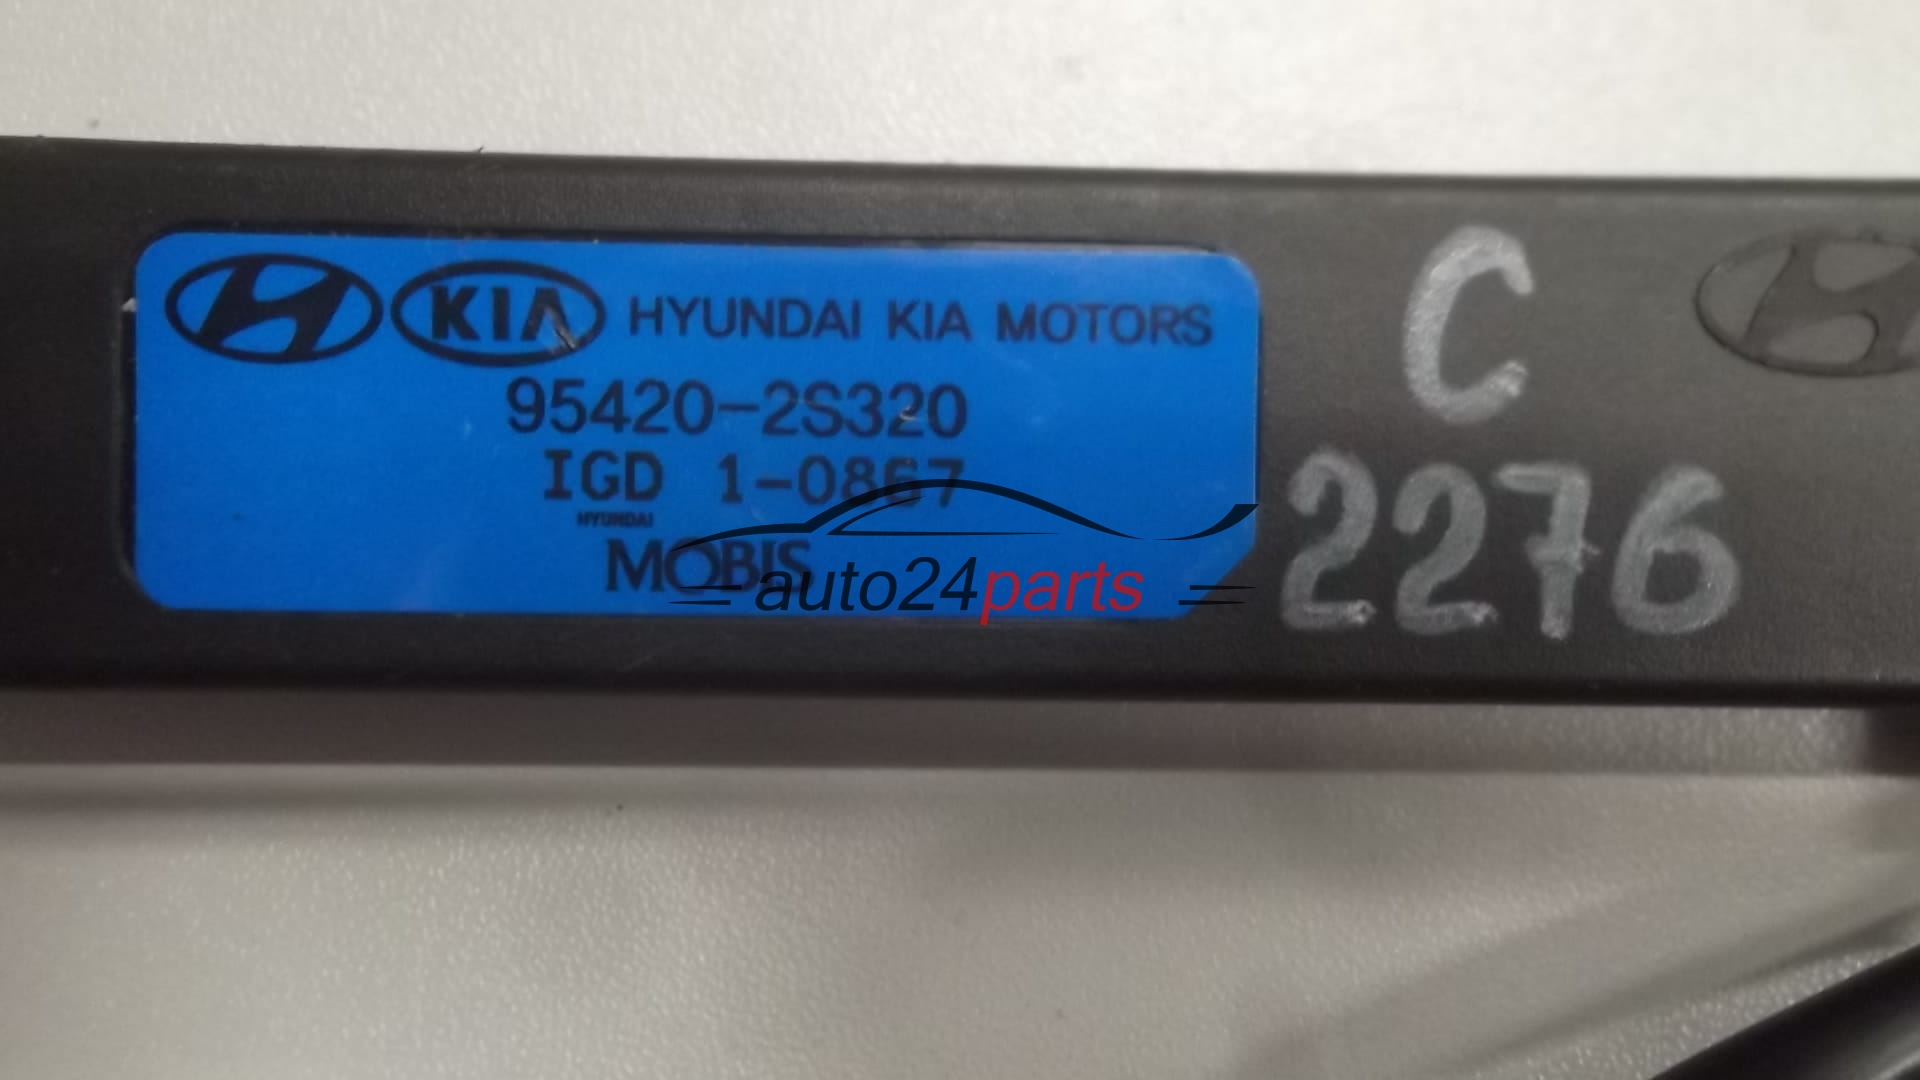 KIA HYUNDAI KIA MOTORS
95420-2S320
IGD 1-0867
HYUNDAI
MOBIS
auto24parts
C
2276